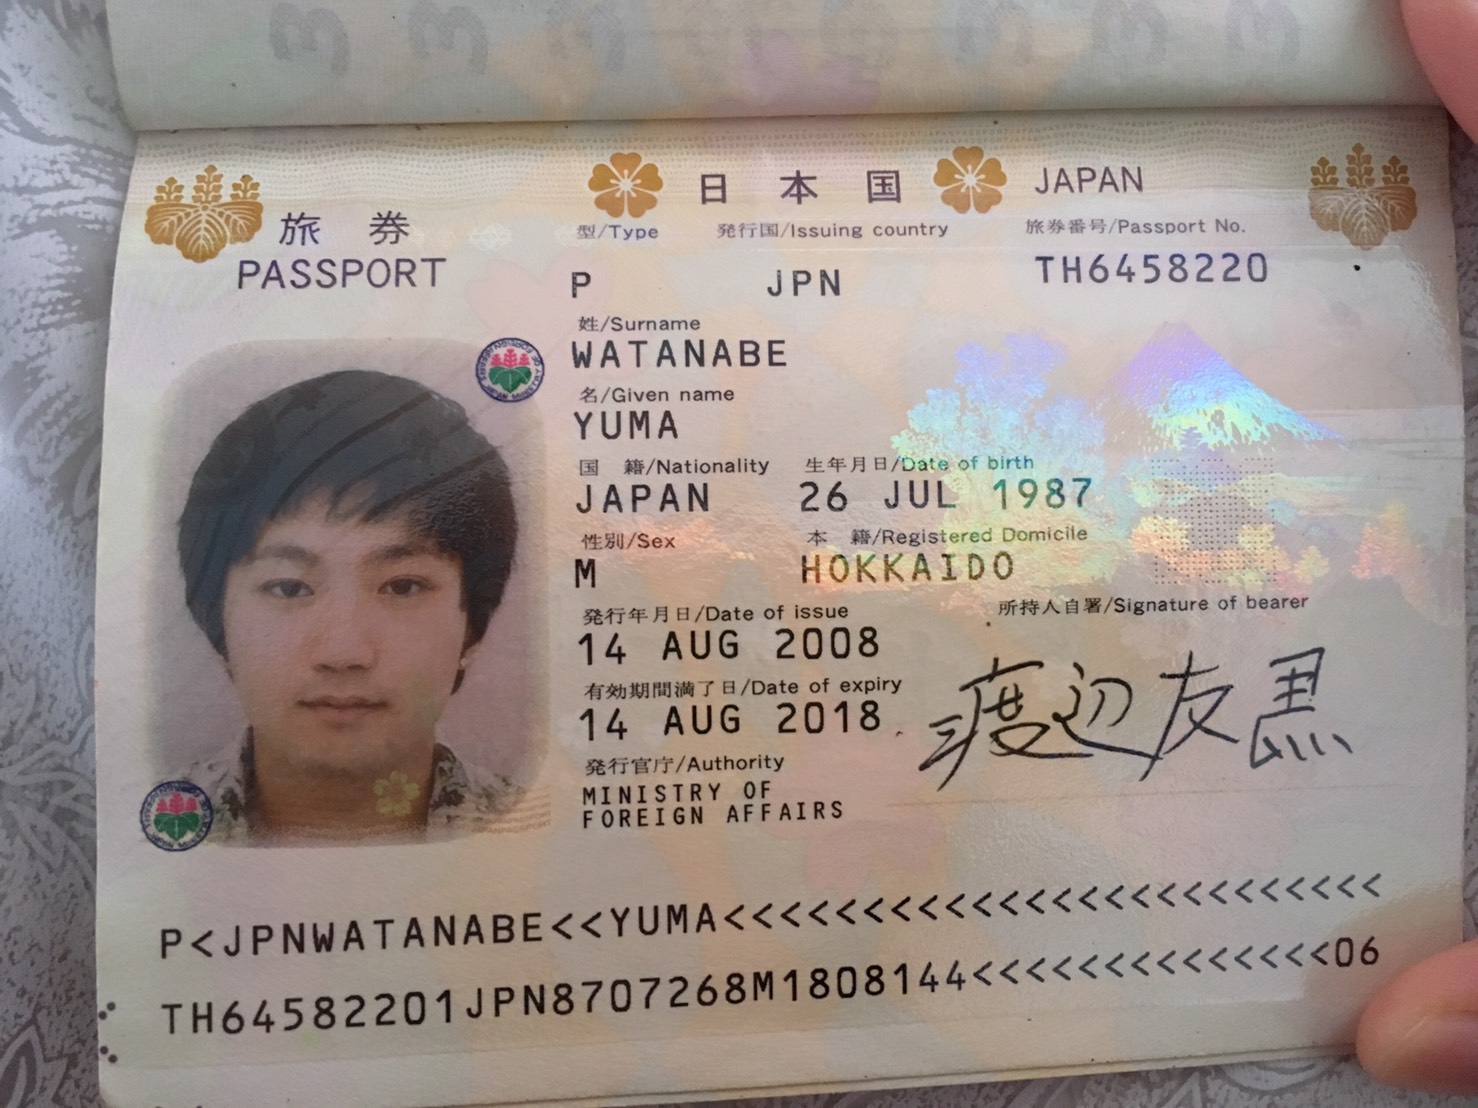 日本国 JAPAN
旅券 型/Type 発行国/Issuing country 旅券番号/Passport No.
PASSPORT P JPN TH6458220
姓/Surname
WATANABE
名/Given name
YUMA
国 籍/Nationality 生年月日/Date of birth
JAPAN 26 JUL 1987
性別/Sex 本 籍/Registered Domicile
M HOKKAIDO
発行年月日/Date of issue 所持人自署/Signature of bearer
14 AUG 2008
渡辺友黒
有効期間満了日/Date of expiry
14 AUG 2018
発行官庁/Authority
MINISTRY OF
FOREIGN AFFAIRS
P<JPNWATANABE<<YUMA<<<<<<<<<<<<<<<<<<<<<<<<<
TH64582201JPN8707268M1808144<<<<<<<<<<<<<<06